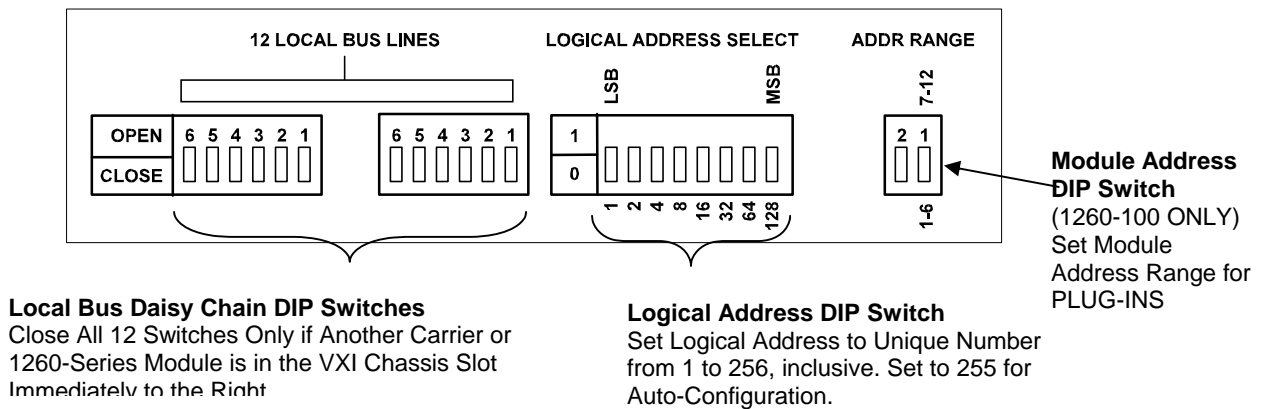 12 LOCAL BUS LINES
LOGICAL ADDRESS SELECT
ADDR RANGE
LSB
MSB
7-12
OPEN
CLOSE
6 5 4 3 2 1
6 5 4 3 2 1
1
0
2 1
1 2 4 8 16 32 64 128
1-6
Module Address
DIP Switch
(1260-100 ONLY)
Set Module
Address Range for
PLUG-INS
Local Bus Daisy Chain DIP Switches
Close All 12 Switches Only if Another Carrier or
1260-Series Module is in the VXI Chassis Slot
Immediately to the Right
Logical Address DIP Switch
Set Logical Address to Unique Number
from 1 to 256, inclusive. Set to 255 for
Auto-Configuration.